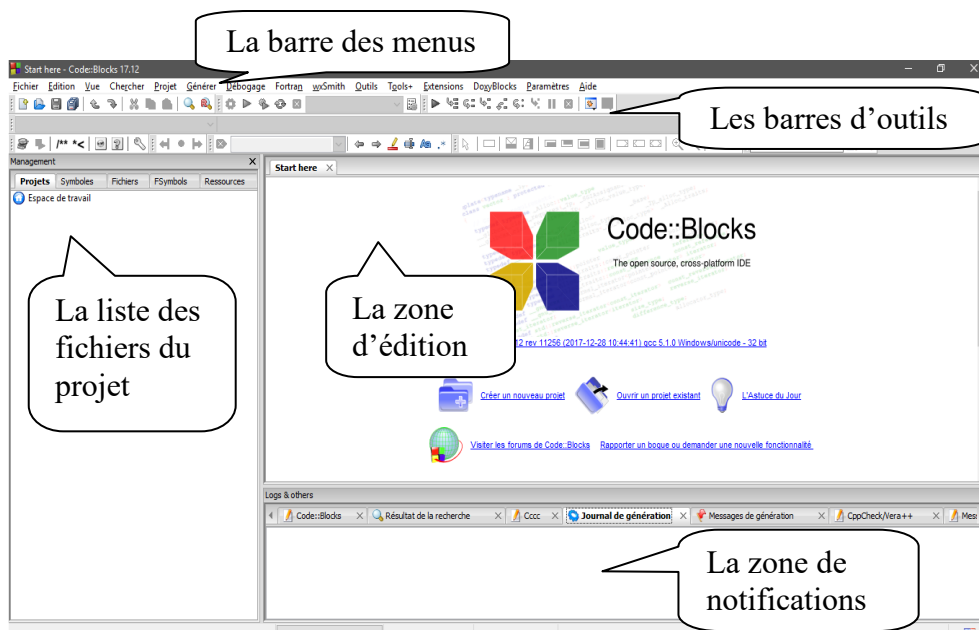 La barre des menus
Start here - Code::Blocks 17.12
Fichier Edition Vue Chercher Projet Générer Débogage Fortran wxSmith Outils Tools+ Extensions DoxyBlocks Paramètres Aide
Les barres d'outils
/** *<
Management
Start here
Projets Symboles Fichiers FSymbols Ressources
Espace de travail
Code::Blocks
The open source, cross-platform IDE
La liste des
fichiers du
projet
La zone
d'édition
12 rev 11256 (2017-12-28 10:44:41) gcc 5.1.0 Windows/unicode - 32 bit
Créer un nouveau projet Ouvrir un projet existant L'Astuce du Jour
Visiter les forums de Code::Blocks Rapporter un bogue ou demander une nouvelle fonctionnalité
Logs & others
Code::Blocks Résultat de la recherche Cccc Journal de génération Messages de génération CppCheck/Vera++ Mess
La zone de
notifications